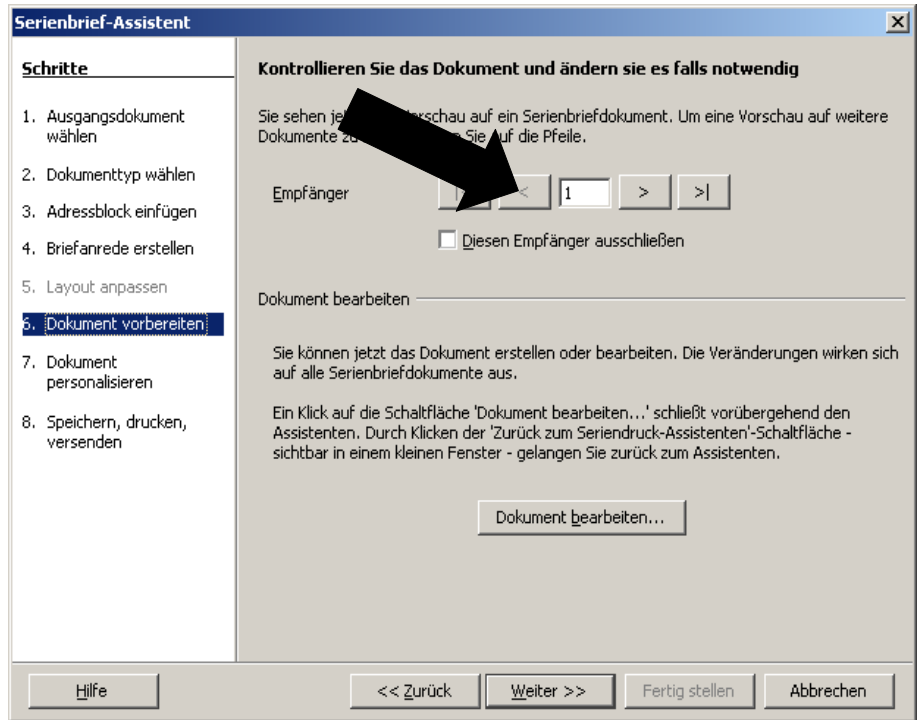 Serienbrief-Assistent
Schritte
1. Ausgangsdokument
wählen
2. Dokumenttyp wählen
3. Adressblock einfügen
4. Briefanrede erstellen
5. Layout anpassen
6. Dokument vorbereiten
7. Dokument
personalisieren
8. Speichern, drucken,
versenden
Kontrollieren Sie das Dokument und ändern sie es falls notwendig
Sie sehen auf ein Serienbriefdokument. Um eine Vorschau auf weitere
Dokumente Sie auf die Pfeile.
Empfänger < 1 > >|
Diesen Empfänger ausschließen
Dokument bearbeiten
Sie können jetzt das Dokument erstellen oder bearbeiten. Die Veränderungen wirken sich
auf alle Serienbriefdokumente aus.
Ein Klick auf die Schaltfläche 'Dokument bearbeiten...' schließt vorübergehend den
Assistenten. Durch Klicken der 'Zurück zum Seriendruck-Assistenten'-Schaltfläche -
sichtbar in einem kleinen Fenster - gelangen Sie zurück zum Assistenten.
Dokument bearbeiten...
Hilfe << Zurück Weiter >> Fertig stellen Abbrechen